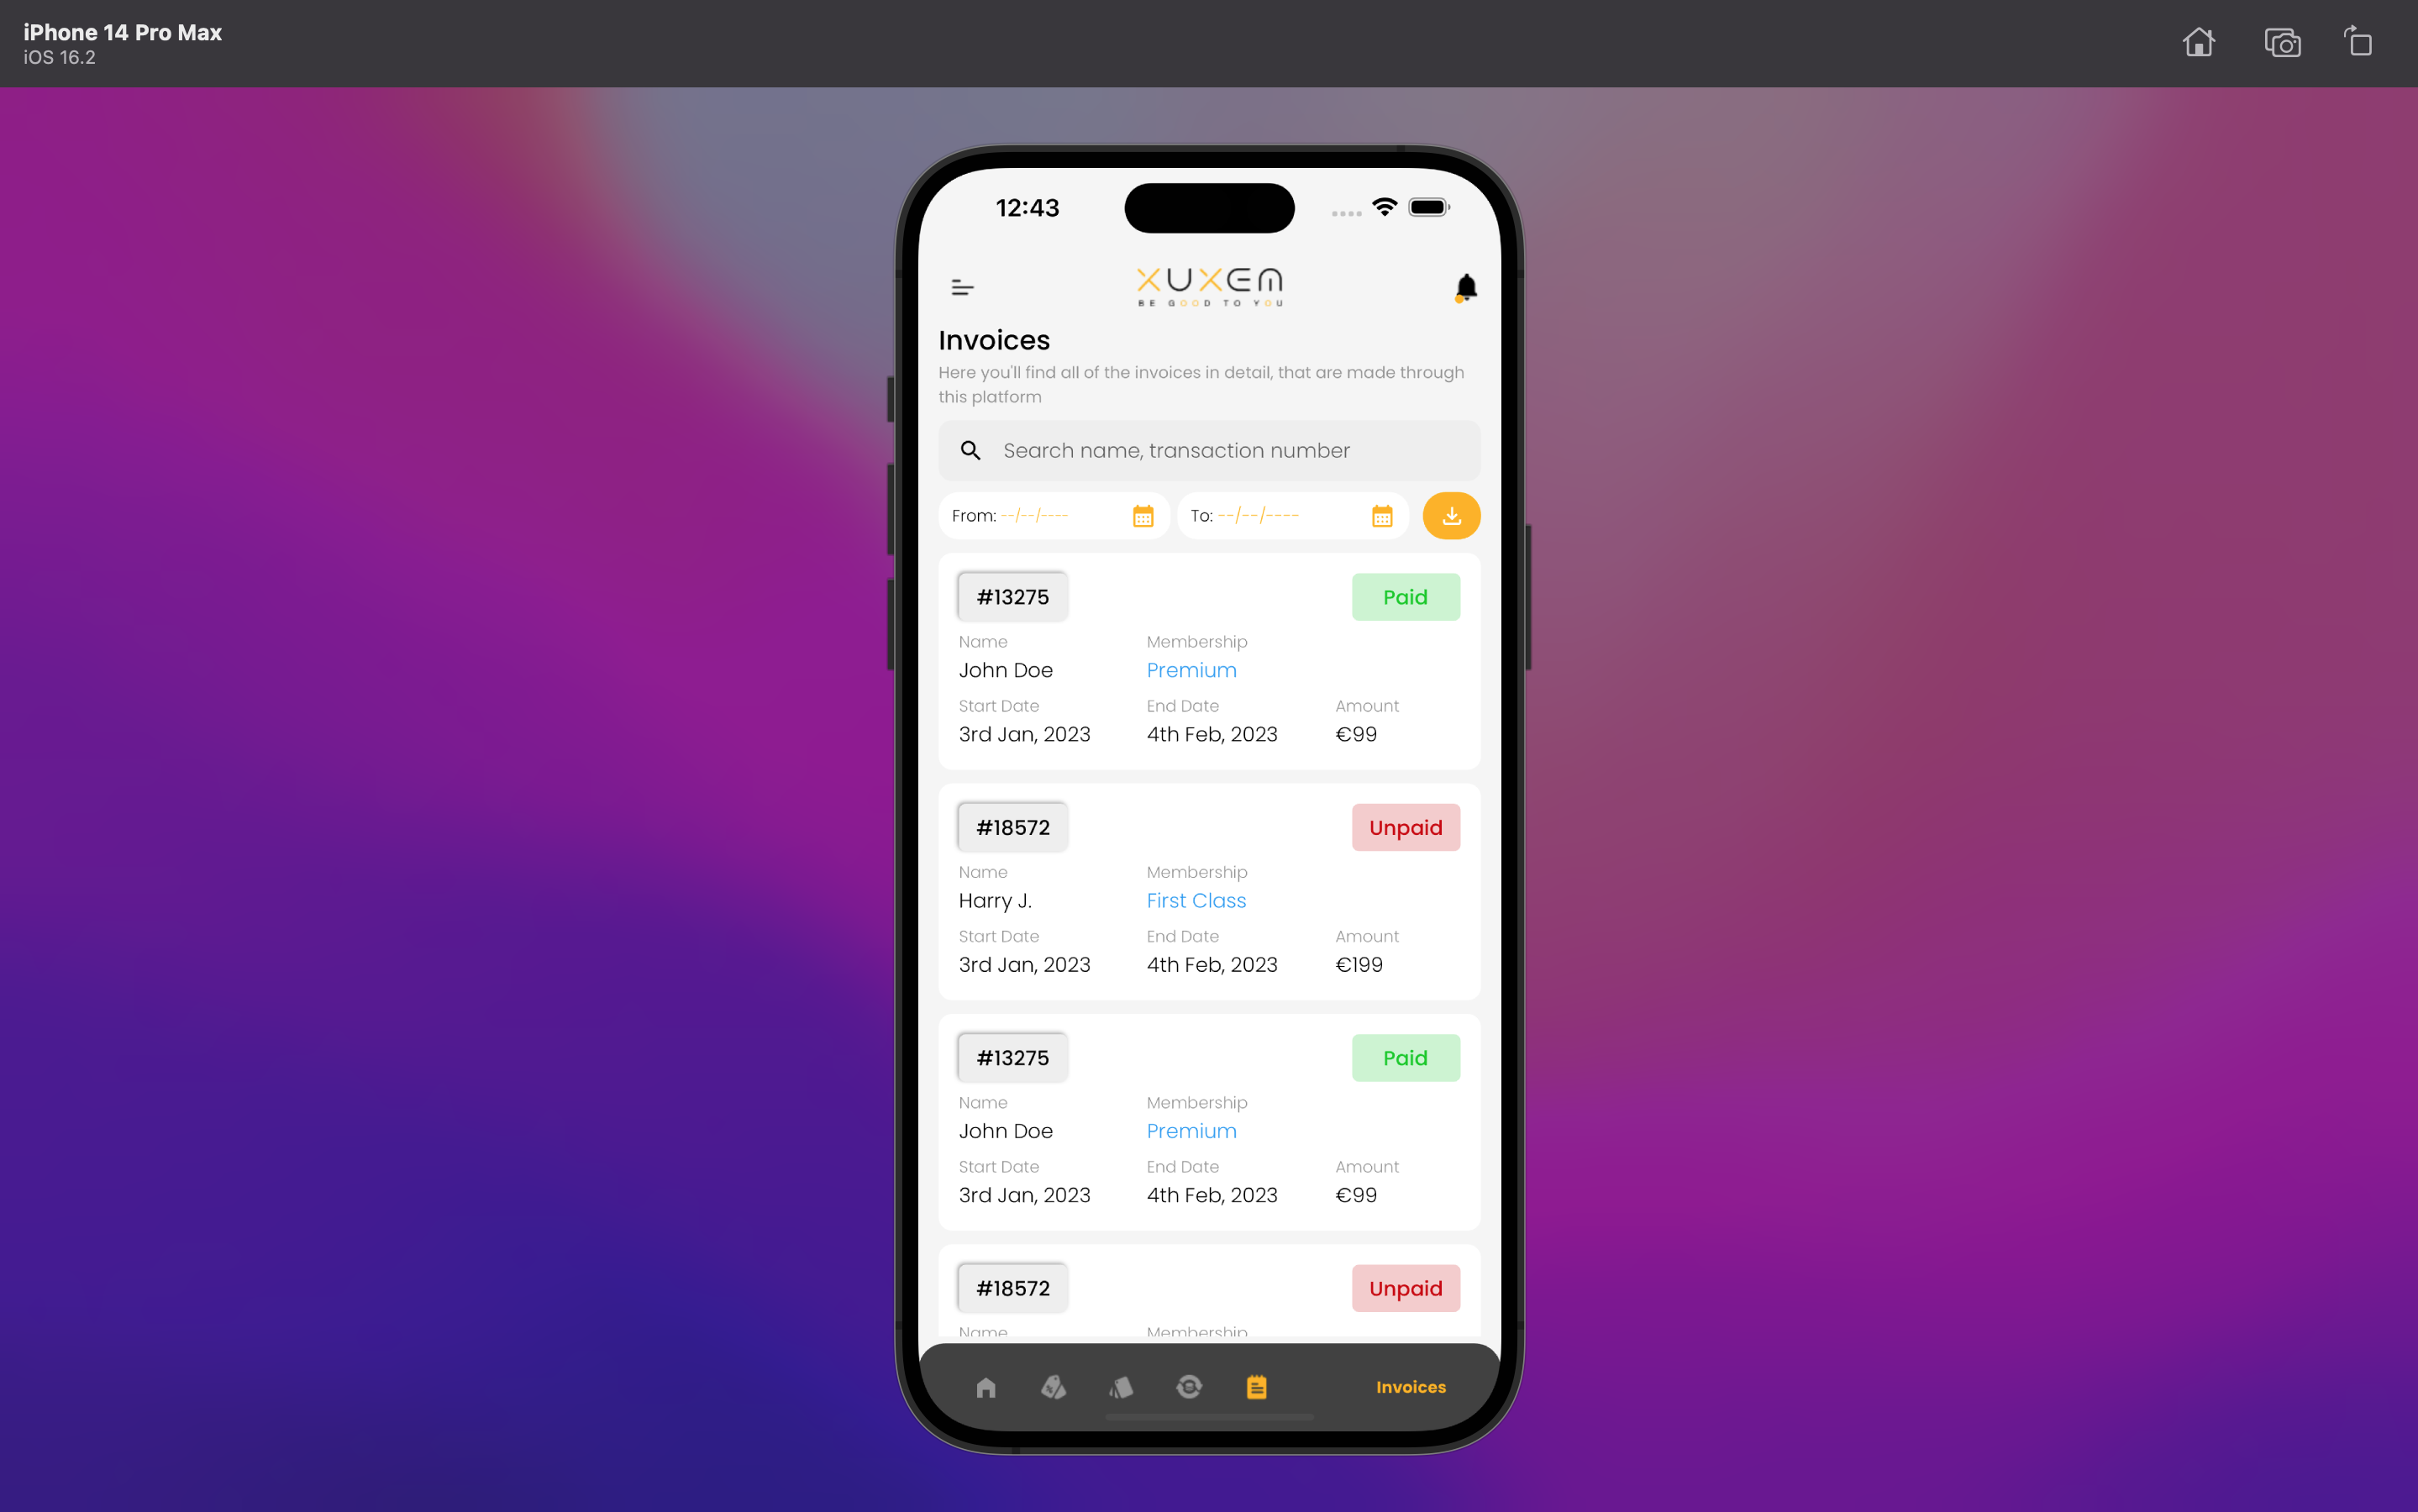 iPhone 14 Pro Max
iOS 16.2
12:43
XUXEM
BE GOOD TO YOU
Invoices
Here you'll find all of the invoices in detail, that are made through
this platform
Search name, transaction number
From: --/--/---- To: --/--/----
#13275 Paid
Name Membership
John Doe Premium
Start Date End Date Amount
3rd Jan, 2023 4th Feb, 2023 €99
#18572 Unpaid
Name Membership
Harry J. First Class
Start Date End Date Amount
3rd Jan, 2023 4th Feb, 2023 €199
#13275 Paid
Name Membership
John Doe Premium
Start Date End Date Amount
3rd Jan, 2023 4th Feb, 2023 €99
#18572 Unpaid
Name Membership
Invoices